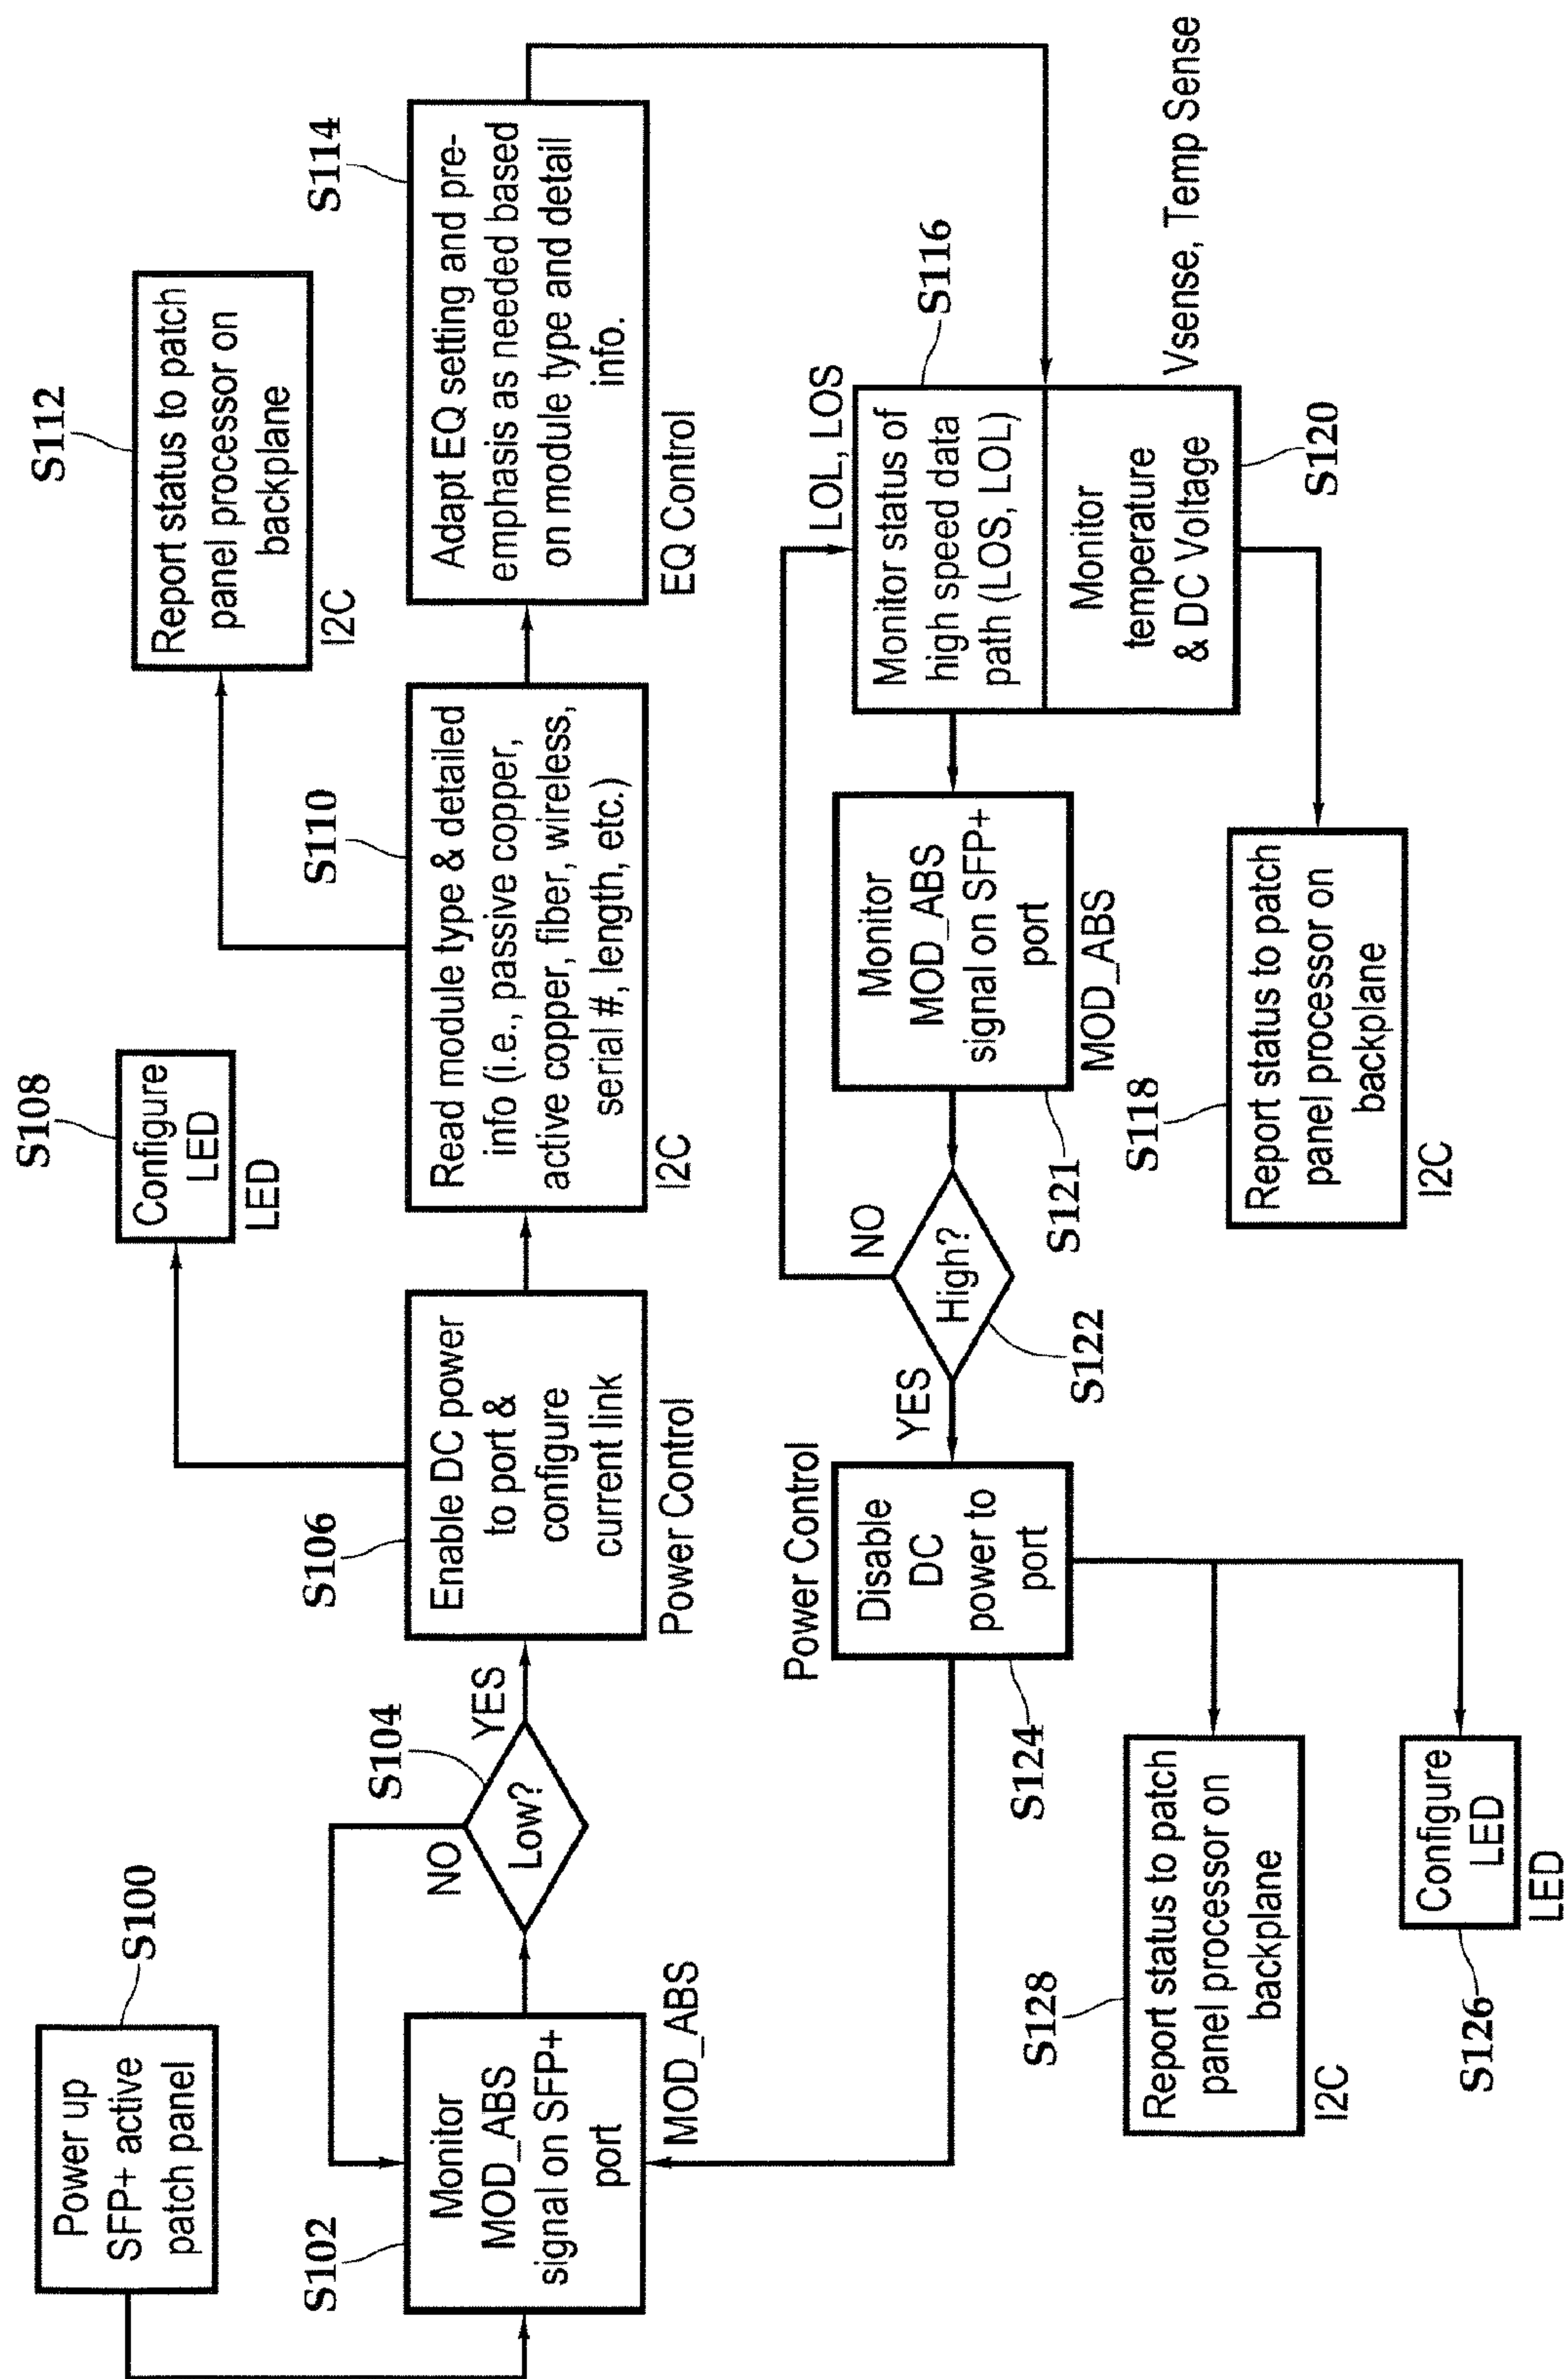 S100
Power up
SFP+ active
patch panel
S102
Monitor
MOD_ABS
signal on SFP+
port
MOD_ABS
S104
Low?
NO
YES
S106
Enable DC power
to port &
configure
current link
Power Control
S108
Configure
LED
LED
S110
Read module type & detailed
info (i.e., passive copper,
active copper, fiber, wireless,
serial #, length, etc.)
I2C
S112
Report status to patch
panel processor on
backplane
I2C
S114
Adapt EQ setting and pre-
emphasis as needed based
on module type and detail
info.
EQ Control
LOL, LOS
S116
Monitor status of
high speed data
path (LOS, LOL)
Monitor
temperature
& DC Voltage
Vsense, Temp Sense
S120
S118
Report status to patch
panel processor on
backplane
I2C
Monitor
MOD_ABS
signal on SFP+
port
MOD_ABS
S121
High?
NO
YES
S122
Power Control
Disable
DC
power to
port
S124
S128
Report status to patch
panel processor on
backplane
I2C
Configure
LED
LED
S126